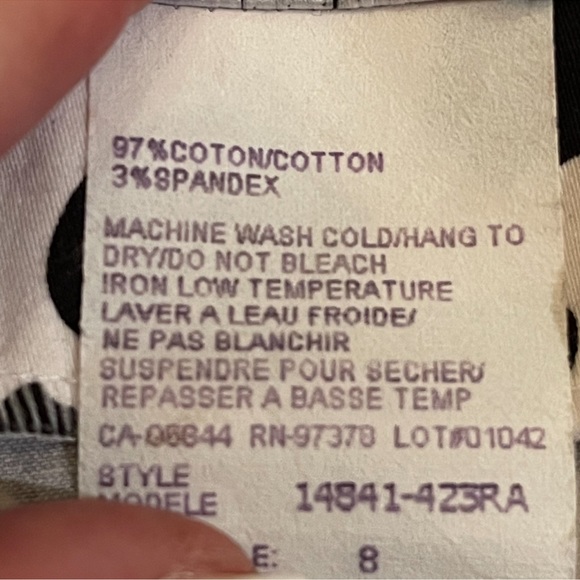 97%COTON/COTTON
3%SPANDEX
MACHINE WASH COLD/HANG TO
DRY/DO NOT BLEACH
IRON LOW TEMPERATURE
LAVER A LEAU FROIDE/
NE PAS BLANCHIR
SUSPENDRE POUR SECHER/
REPASSER A BASSE TEMP
RN-97378 LOT#01042
STYLE
MODELE 14841-423RA
8